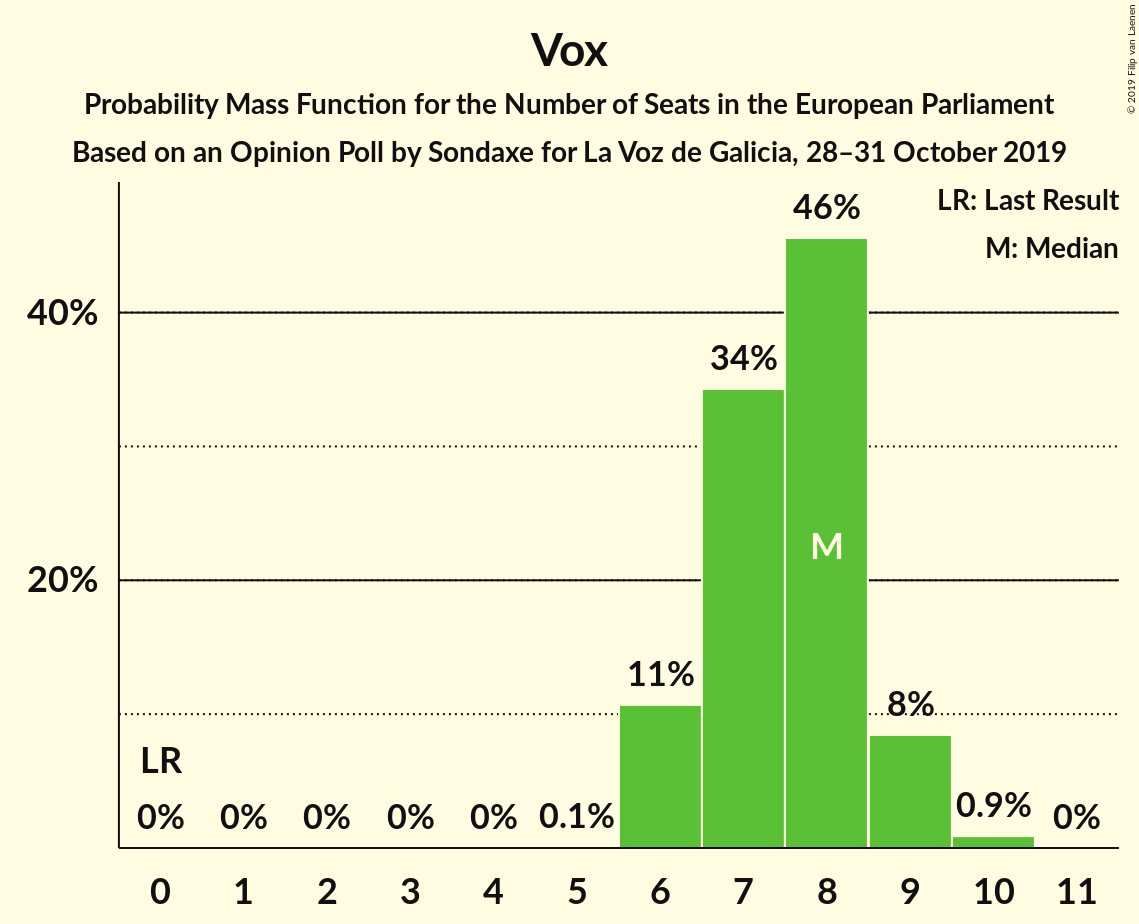 Vox
Probability Mass Function for the Number of Seats in the European Parliament
Based on an Opinion Poll by Sondaxe for La Voz de Galicia, 28–31 October 2019
© 2019 Filip van Laenen
LR: Last Result
M: Median
46%
40%
34%
M
20%
11%
8%
LR
0% 0% 0% 0% 0% 0.1% 0.9% 0%
0 1 2 3 4 5 6 7 8 9 10 11